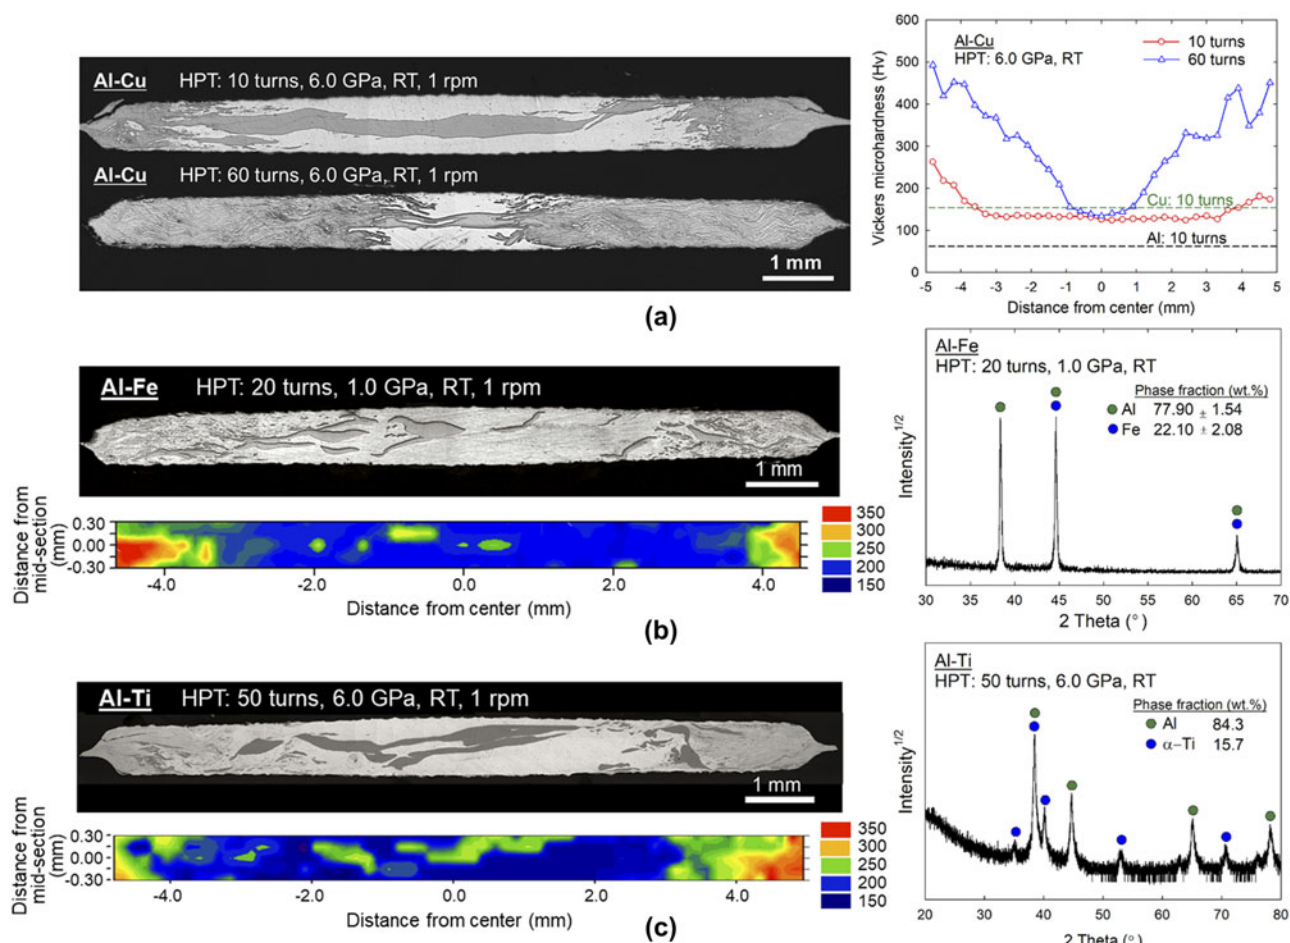 Al-Cu HPT: 10 turns, 6.0 GPa, RT, 1 rpm
Al-Cu HPT: 60 turns, 6.0 GPa, RT, 1 rpm
1 mm
Vickers microhardness (Hv)
600
500
400
300
200
100
0
Al-Cu
HPT: 6.0 GPa, RT
10 turns
60 turns
Cu: 10 turns
Al: 10 turns
-5 -4 -3 -2 -1 0 1 2 3 4 5
Distance from center (mm)
(a)
Al-Fe HPT: 20 turns, 1.0 GPa, RT, 1 rpm
1 mm
Distance from
mid-section
(mm)
0.30
0.00
-0.30
-4.0 -2.0 0.0 2.0 4.0
Distance from center (mm)
350
300
250
200
150
Intensity1/2
Al-Fe
HPT: 20 turns, 1.0 GPa, RT
Phase fraction (wt.%)
Al 77.90 ± 1.54
Fe 22.10 ± 2.08
30 35 40 45 50 55 60 65 70
2 Theta (°)
(b)
Al-Ti HPT: 50 turns, 6.0 GPa, RT, 1 rpm
1 mm
Distance from
mid-section
(mm)
0.30
0.00
-0.30
-4.0 -2.0 0.0 2.0 4.0
Distance from center (mm)
350
300
250
200
150
Intensity1/2
Al-Ti
HPT: 50 turns, 6.0 GPa, RT
Phase fraction (wt.%)
Al 84.3
α-Ti 15.7
20 30 40 50 60 70 80
2 Theta (°)
(c)